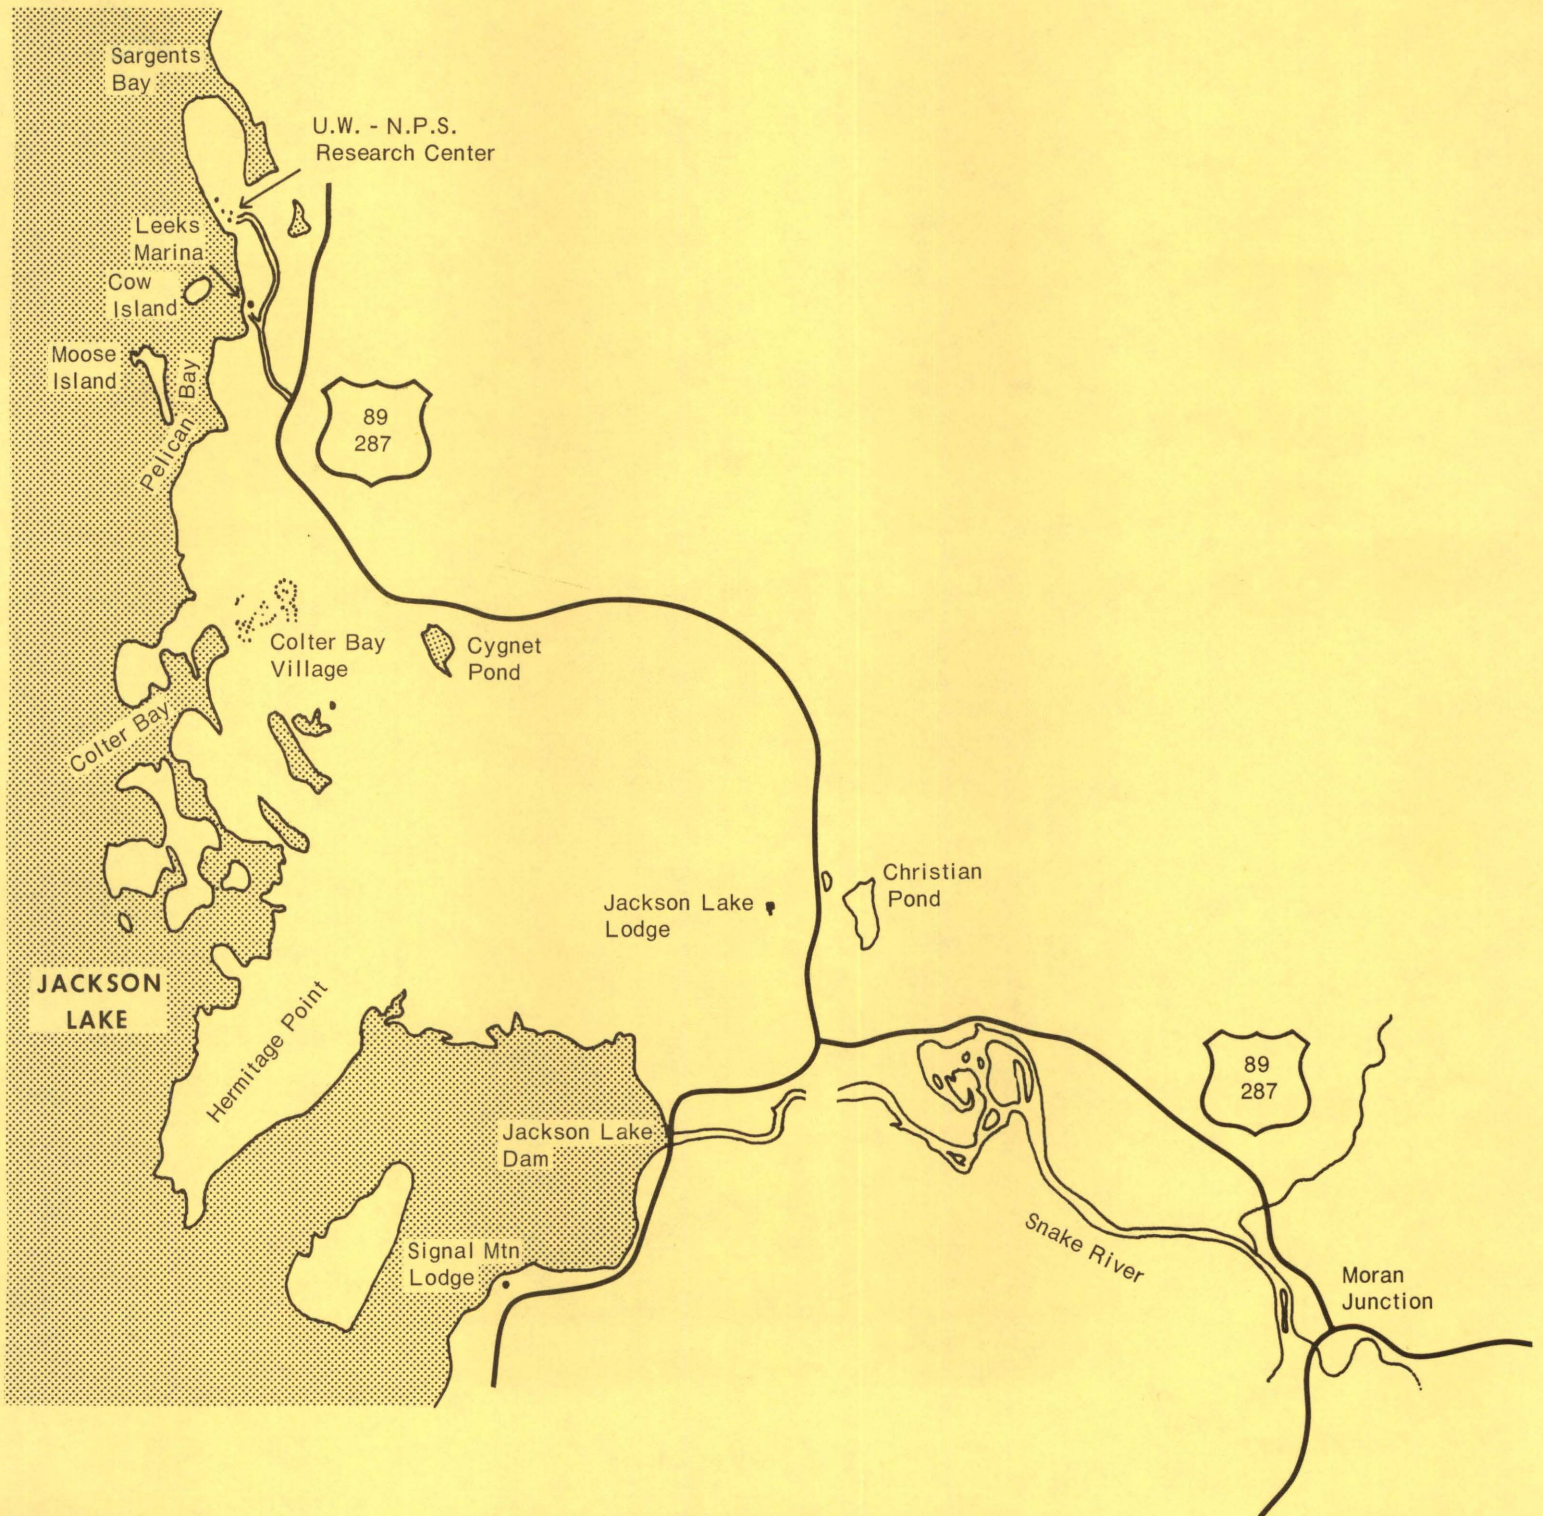 Sargents
Bay
U.W. - N.P.S.
Research Center
Leeks
Marina
Cow
Island
Moose
Island
Pelican Bay
89
287
Colter Bay
Village
Cygnet
Pond
Colter Bay
Christian
Pond
Jackson Lake
Lodge
JACKSON
LAKE
Hermitage Point
89
287
Jackson Lake
Dam
Snake River
Signal Mtn
Lodge
Moran
Junction